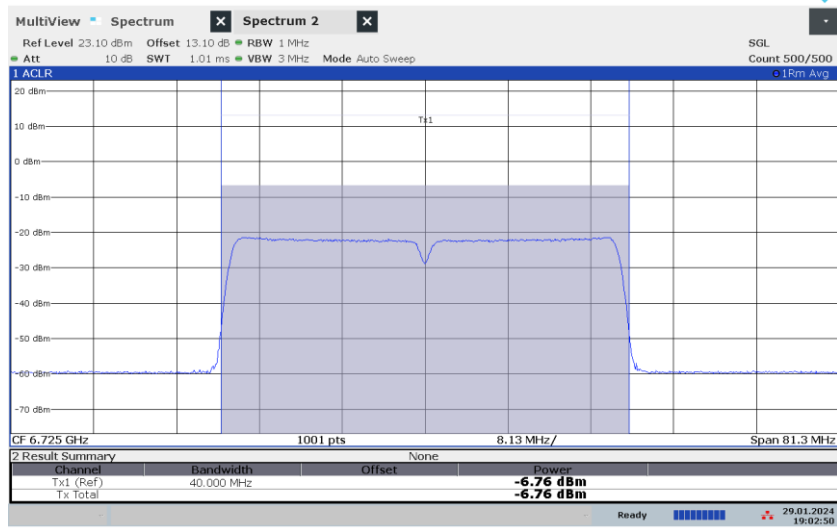 MultiView Spectrum X Spectrum 2 X
Ref Level 23.10 dBm Offset 13.10 dB RBW 1 MHz SGL
Att 10 dB SWT 1.01 ms VBW 3 MHz Mode Auto Sweep Count 500/500
1 ACLR 1Rm Avg
20 dBm
Tx1
10 dBm
0 dBm
-10 dBm
-20 dBm
-30 dBm
-40 dBm
-50 dBm
-60 dBm
-70 dBm
CF 6.725 GHz 1001 pts 8.13 MHz/ Span 81.3 MHz
2 Result Summary None
Channel Bandwidth Offset Power
Tx1 (Ref) 40.000 MHz -6.76 dBm
Tx Total -6.76 dBm
Ready 29.01.2024
19:02:50